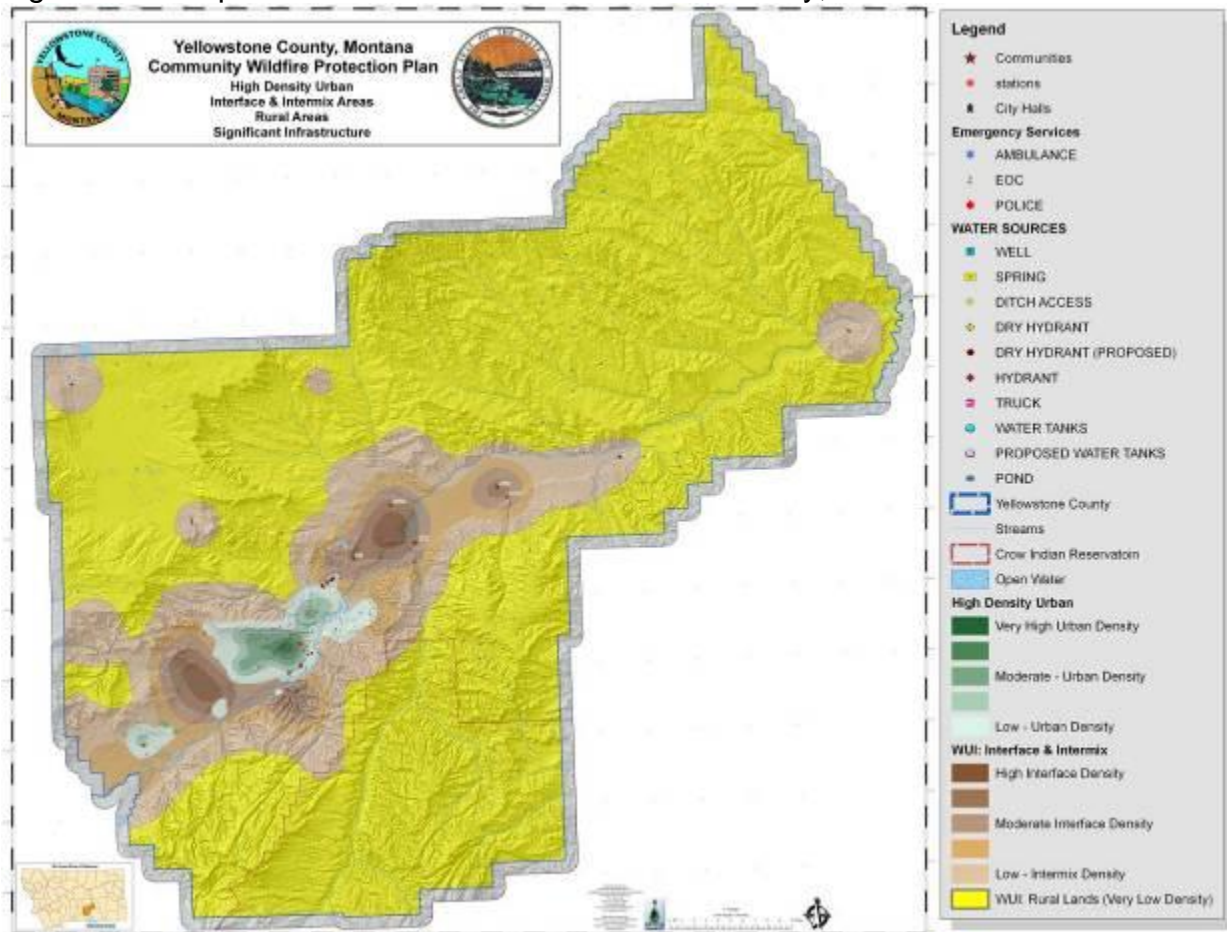 Yellowstone County, Montana
Community Wildfire Protection Plan
High Density Urban
Interface & Intermix Areas
Rural Areas
Significant Infrastructure
YELLOWSTONE COUNTY
MONTANA
Legend
Communities
stations
City Halls
Emergency Services
AMBULANCE
EOC
POLICE
WATER SOURCES
WELL
SPRING
DITCH ACCESS
DRY HYDRANT
DRY HYDRANT (PROPOSED)
HYDRANT
TRUCK
WATER TANKS
PROPOSED WATER TANKS
POND
Yellowstone County
Streams
Crow Indian Reservatoin
Open Water
High Density Urban
Very High Urban Density
Moderate - Urban Density
Low - Urban Density
WUI: Interface & Intermix
High Interface Density
Moderate Interface Density
Low - Intermix Density
WUI: Rural Lands (Very Low Density)